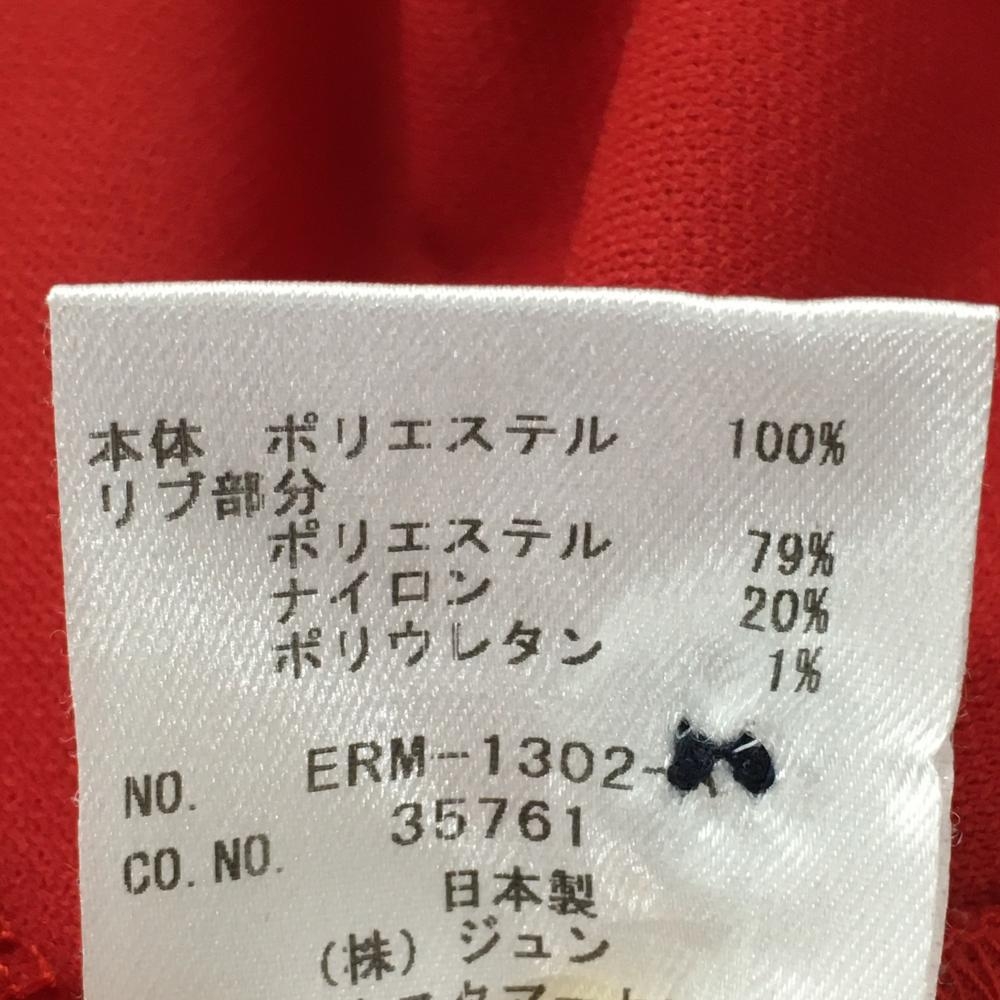 本体 ポリエステル 100%
リブ部分
ポリエステル 79%
ナイロン 20%
ポリウレタン 1%
NO. ERM-1302-
CO.NO. 35761
日本製
(株) ジュン